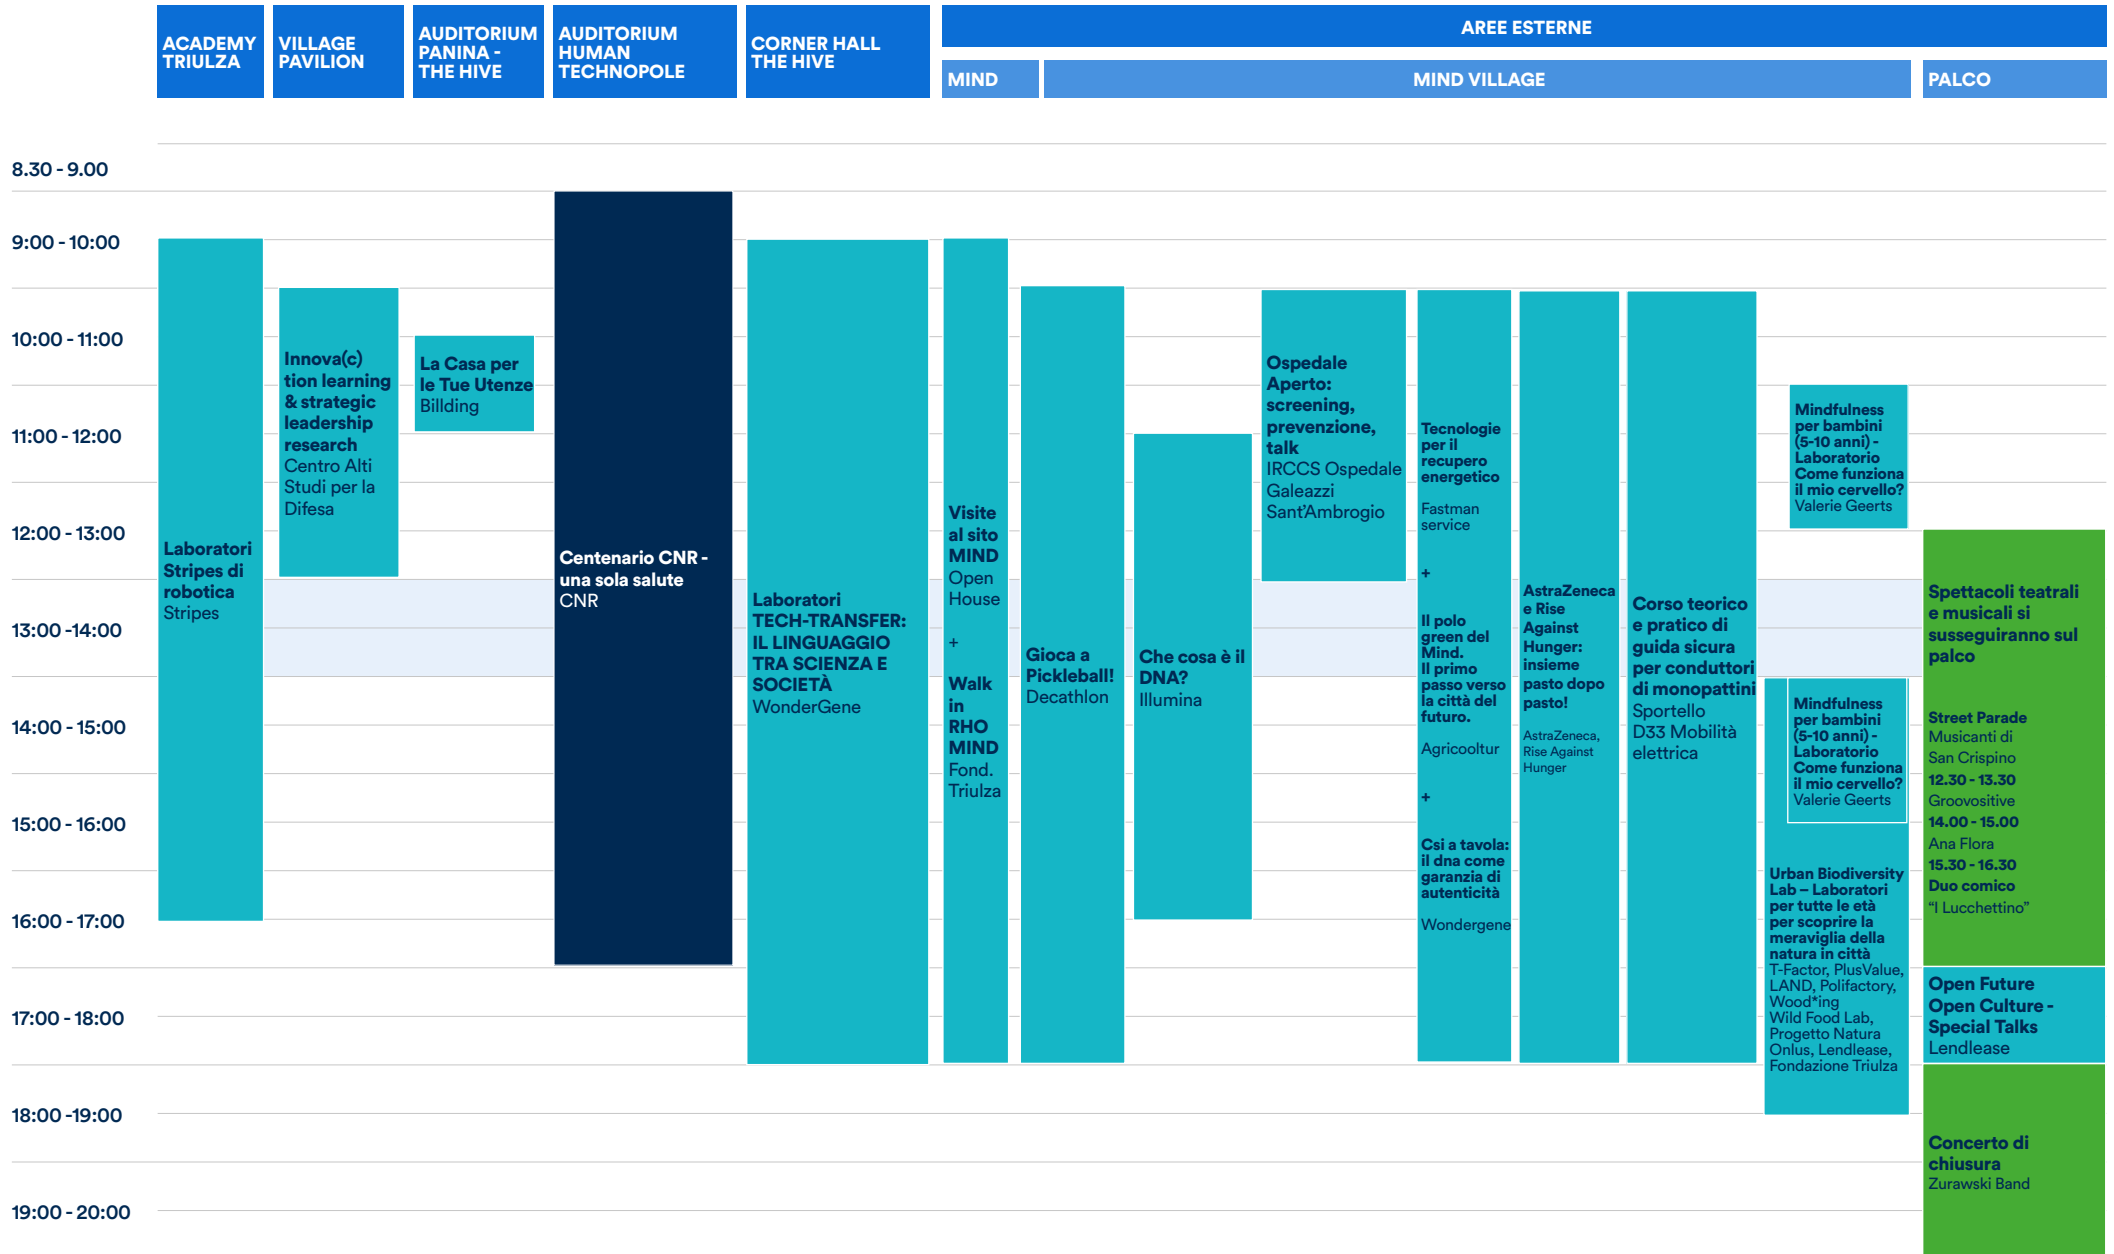 ACADEMY
TRIULZA
VILLAGE
PAVILION
AUDITORIUM
PANINA -
THE HIVE
AUDITORIUM
HUMAN
TECHNOPOLE
CORNER HALL
THE HIVE
AREE ESTERNE
MIND
MIND VILLAGE
PALCO
8.30 - 9.00
9:00 - 10:00
10:00 - 11:00
11:00 - 12:00
12:00 - 13:00
13:00 -14:00
14:00 - 15:00
15:00 - 16:00
16:00 - 17:00
17:00 - 18:00
18:00 -19:00
19:00 - 20:00
Laboratori
Stripes di
robotica
Stripes
Innova(c)
tion learning
& strategic
leadership
research
Centro Alti
Studi per la
Difesa
La Casa per
le Tue Utenze
Billding
Centenario CNR -
una sola salute
CNR
Laboratori
TECH-TRANSFER:
IL LINGUAGGIO
TRA SCIENZA E
SOCIETÀ
WonderGene
Visite
al sito
MIND
Open
House
+
Walk
in
RHO
MIND
Fond.
Triulza
Gioca a
Pickleball!
Decathlon
Che cosa è il
DNA?
Illumina
Ospedale
Aperto:
screening,
prevenzione,
talk
IRCCS Ospedale
Galeazzi
Sant’Ambrogio
Tecnologie
per il
recupero
energetico
Fastman
service
+
Il polo
green del
Mind.
Il primo
passo verso
la città del
futuro.
Agricooltur
+
Csi a tavola:
il dna come
garanzia di
autenticità
Wondergene
AstraZeneca
e Rise
Against
Hunger:
insieme
pasto dopo
pasto!
AstraZeneca,
Rise Against
Hunger
Corso teorico
e pratico di
guida sicura
per conduttori
di monopattini
Sportello
D33 Mobilità
elettrica
Mindfulness
per bambini
(5-10 anni) -
Laboratorio
Come funziona
il mio cervello?
Valerie Geerts
Mindfulness
per bambini
(5-10 anni) -
Laboratorio
Come funziona
il mio cervello?
Valerie Geerts
Urban Biodiversity
Lab – Laboratori
per tutte le età
per scoprire la
meraviglia della
natura in città
T-Factor, PlusValue,
LAND, Polifactory,
Wood*ing
Wild Food Lab,
Progetto Natura
Onlus, Lendlease,
Fondazione Triulza
Spettacoli teatrali
e musicali si
susseguiranno sul
palco
Street Parade
Musicanti di
San Crispino
12.30 - 13.30
Groovositive
14.00 - 15.00
Ana Flora
15.30 - 16.30
Duo comico
“I Lucchettino”
Open Future
Open Culture -
Special Talks
Lendlease
Concerto di
chiusura
Zurawski Band